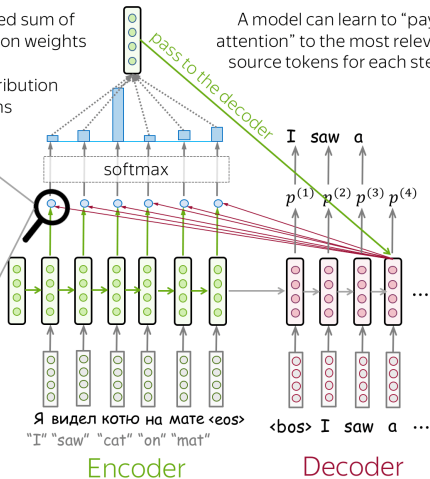 ed sum of
on weights
ribution
ns
A model can learn to “pay
attention” to the most relev
source tokens for each ste
pass to the decoder
I saw a
softmax
p(1) p(2) p(3) p(4)
...
Я видел котю на мате <eos>
“I” “saw” “cat” “on” “mat”
<bos> I saw a ...
Encoder
Decoder